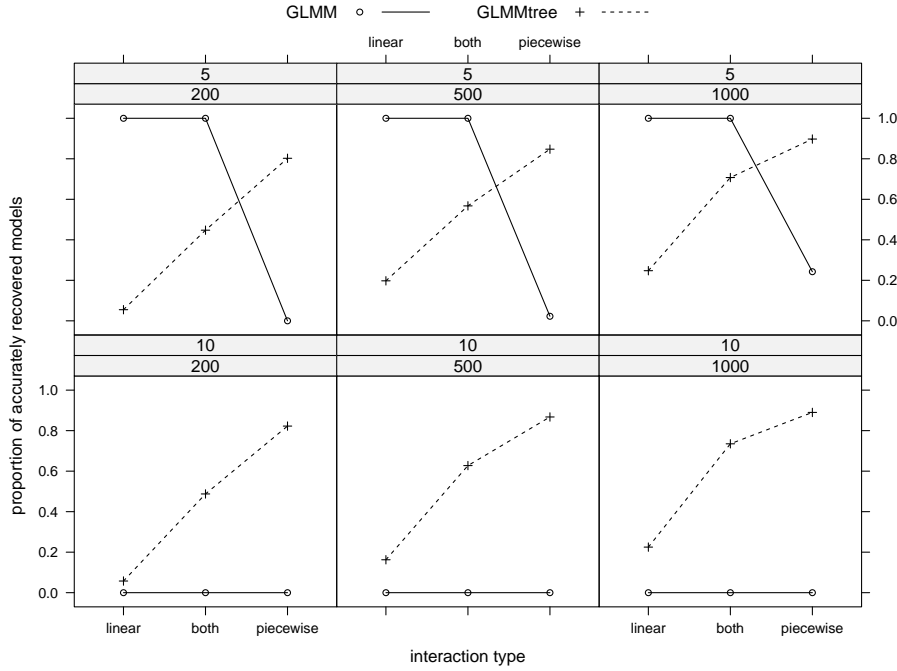 GLMM GLMMtree
linear both piecewise
5 5 5
200 500 1000
1.0
0.8
0.6
0.4
0.2
0.0
10 10 10
200 500 1000
1.0
0.8
0.6
0.4
0.2
0.0
linear both piecewise linear both piecewise
interaction type
proportion of accurately recovered models